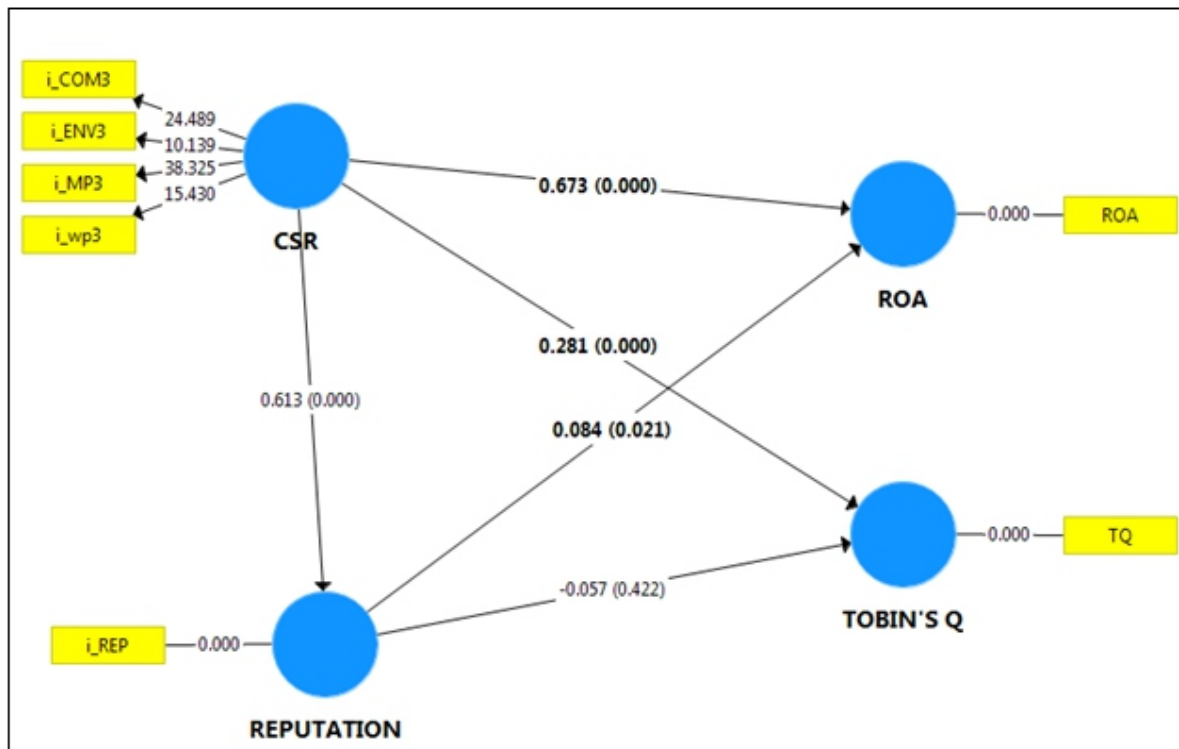 i_COM3
24.489
i_ENV3
10.139
i_MP3
38.325
15.430
i_wp3
CSR
0.673 (0.000)
0.000
ROA
ROA
0.281 (0.000)
0.613 (0.000)
0.084 (0.021)
0.000
TQ
-0.057 (0.422)
TOBIN'S Q
i_REP
0.000
REPUTATION